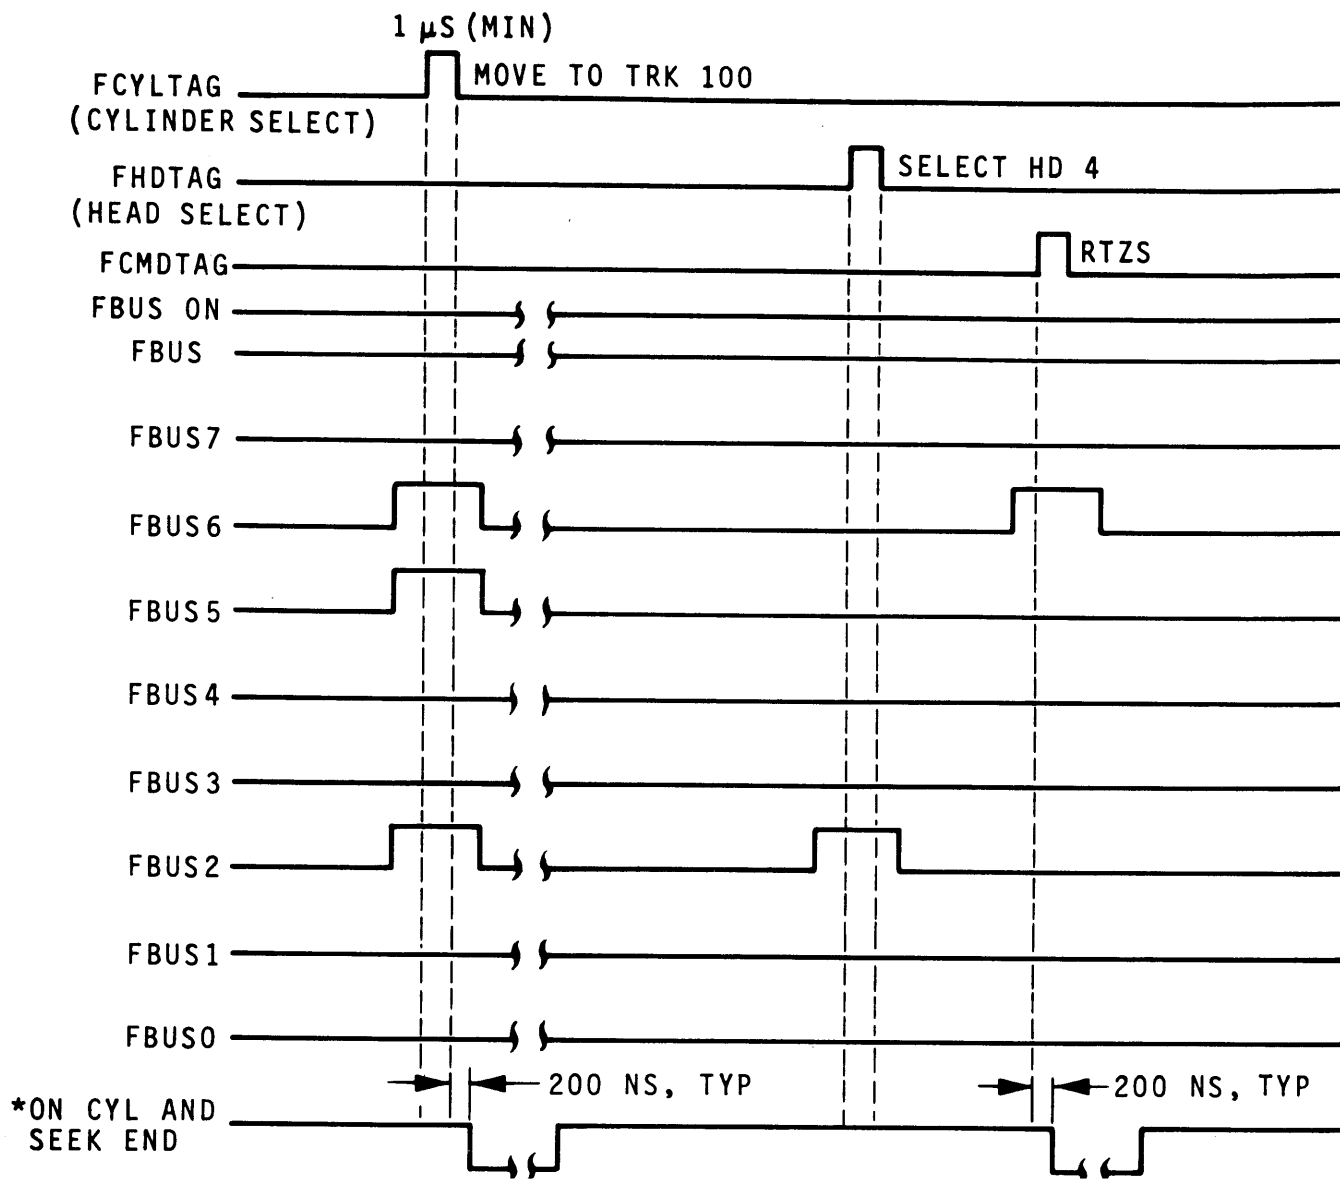 1 µS (MIN)
FCYLTAG
MOVE TO TRK 100
(CYLINDER SELECT)
FHDTAG
SELECT HD 4
(HEAD SELECT)
FCMDTAG
RTZS
FBUS ON
FBUS
FBUS7
FBUS6
FBUS5
FBUS4
FBUS3
FBUS2
FBUS1
FBUS0
200 NS, TYP
200 NS, TYP
*ON CYL AND
SEEK END